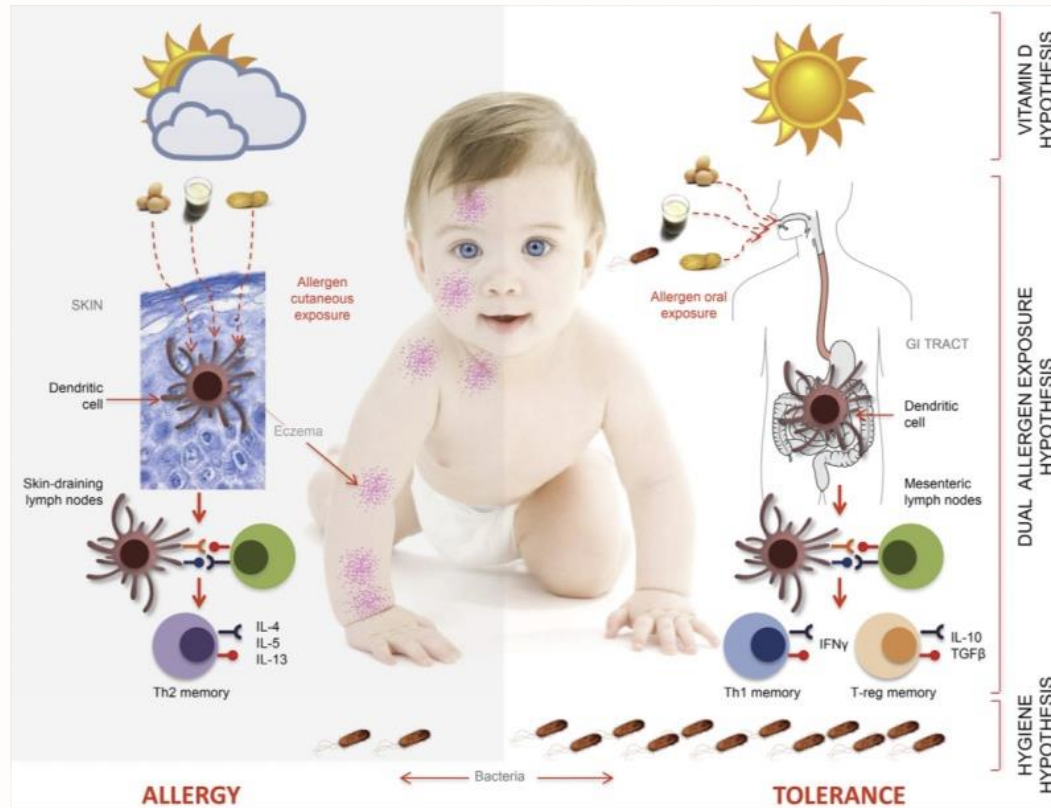 VITAMIN D
HYPOTHESIS
SKIN
Allergen
cutaneous
exposure
Dendritic
cell
Eczema
Skin-draining
lymph nodes
IL-4
IL-5
IL-13
Th2 memory
Allergen oral
exposure
GI TRACT
Dendritic
cell
Mesenteric
lymph nodes
IFNγ
IL-10
TGFβ
Th1 memory
T-reg memory
DUAL ALLERGEN EXPOSURE
HYPOTHESIS
HYGIENE
HYPOTHESIS
Bacteria
ALLERGY
TOLERANCE